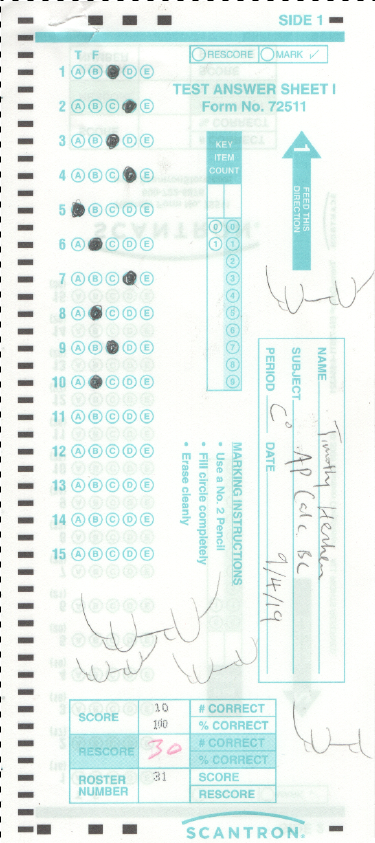 SIDE 1
T F
RESCORE MARK
TEST ANSWER SHEET I
Form No. 72511
1 A B D E
2 A B C E
3 A B D E
4 A B C E
5 B C D E
6 A C D E
7 A B C E
8 A C D E
9 A B D E
10 A C D E
11 A B C D E
12 A B C D E
13 A B C D E
14 A B C D E
15 A B C D E
KEY
ITEM
COUNT
0 0
1 1
2
3
4
5
6
7
8
9
1
FEED THIS
DIRECTION
NAME Timothy
SUBJECT AP Calc BC
PERIOD C DATE 9/4/19
MARKING INSTRUCTIONS
• Use a No. 2 Pencil
• Fill circle completely
• Erase cleanly
SCORE 10 # CORRECT
100 % CORRECT
RESCORE 30 # CORRECT
% CORRECT
ROSTER NUMBER 31 SCORE
RESCORE
SCANTRON.